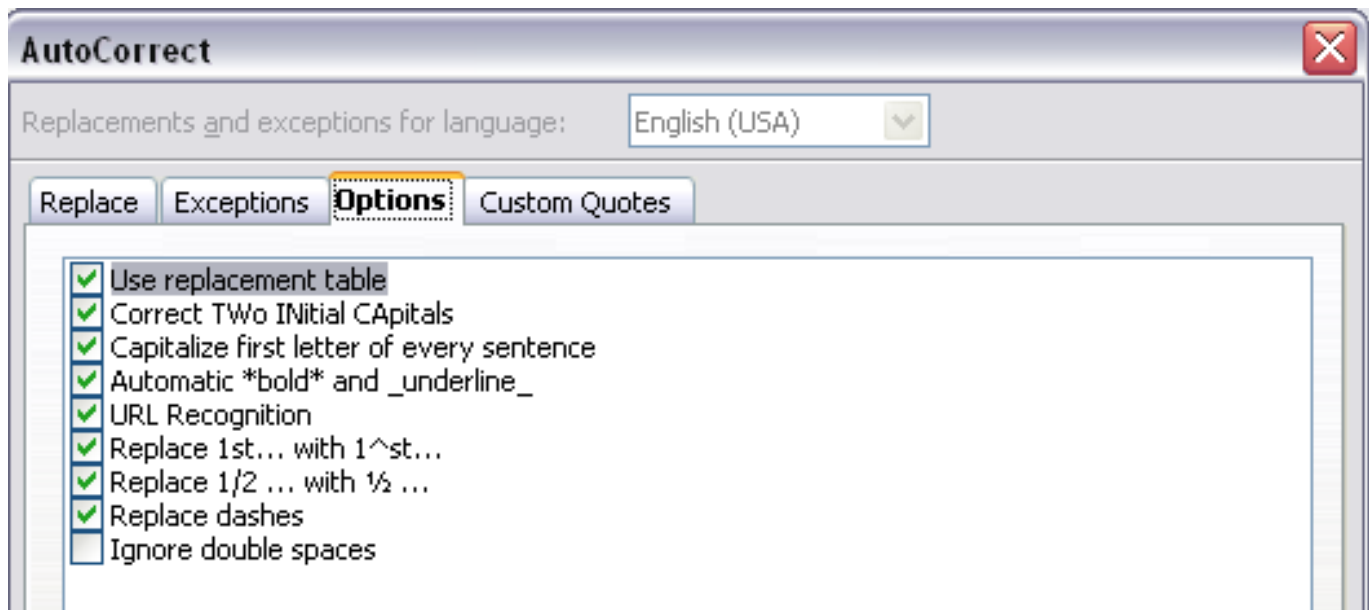 AutoCorrect
Replacements and exceptions for language: English (USA)
Replace Exceptions Options Custom Quotes
Use replacement table
Correct TWo INitial CApitals
Capitalize first letter of every sentence
Automatic *bold* and _underline_
URL Recognition
Replace 1st... with 1^st...
Replace 1/2 ... with ½ ...
Replace dashes
Ignore double spaces